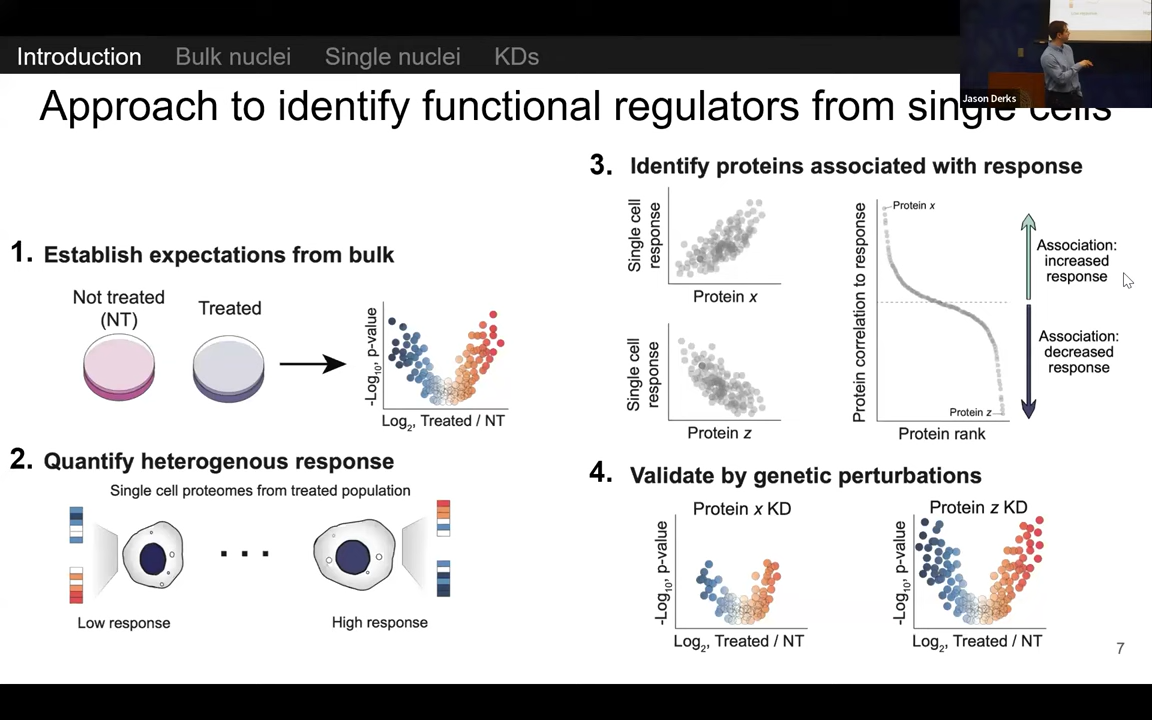 Introduction Bulk nuclei Single nuclei KDs
Jason Derks
Approach to identify functional regulators from single cells
1. Establish expectations from bulk
Not treated
(NT)
Treated
-Log10, p-value
Log2, Treated / NT
2. Quantify heterogenous response
Single cell proteomes from treated population
. . .
Low response
High response
3. Identify proteins associated with response
Single cell
response
Protein x
Single cell
response
Protein z
Protein correlation to response
Protein x
Protein z
Protein rank
Association:
increased
response
Association:
decreased
response
4. Validate by genetic perturbations
Protein x KD
-Log10, p-value
Log2, Treated / NT
Protein z KD
-Log10, p-value
Log2, Treated / NT
7